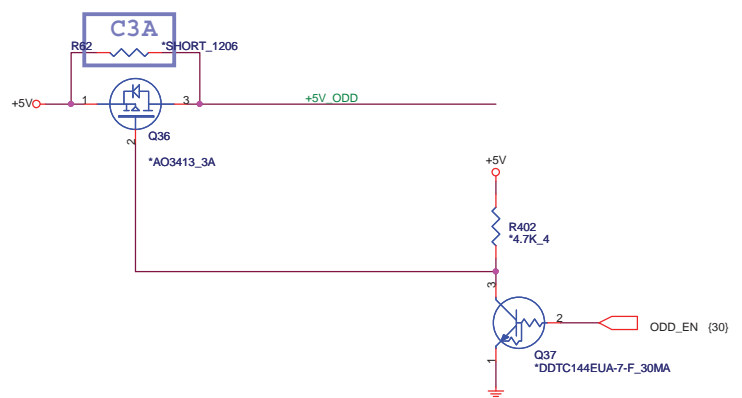 C3A
R62 *SHORT_1206
+5V 1 3 +5V_ODD
2
Q36
*AO3413_3A
+5V
R402
*4.7K_4
3
2
ODD_EN {30}
1
Q37
*DDTC144EUA-7-F_30MA